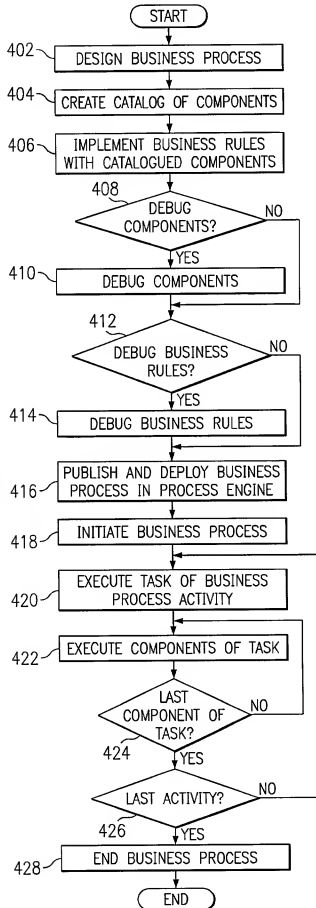 START
402
DESIGN BUSINESS PROCESS
404
CREATE CATALOG OF COMPONENTS
406
IMPLEMENT BUSINESS RULES
WITH CATALOGUED COMPONENTS
408
DEBUG
COMPONENTS?
NO
YES
410
DEBUG COMPONENTS
412
DEBUG BUSINESS
RULES?
NO
YES
414
DEBUG BUSINESS RULES
416
PUBLISH AND DEPLOY BUSINESS
PROCESS IN PROCESS ENGINE
418
INITIATE BUSINESS PROCESS
420
EXECUTE TASK OF BUSINESS
PROCESS ACTIVITY
422
EXECUTE COMPONENTS OF TASK
LAST
COMPONENT OF
TASK?
NO
424
YES
LAST ACTIVITY?
NO
426
YES
428
END BUSINESS PROCESS
END